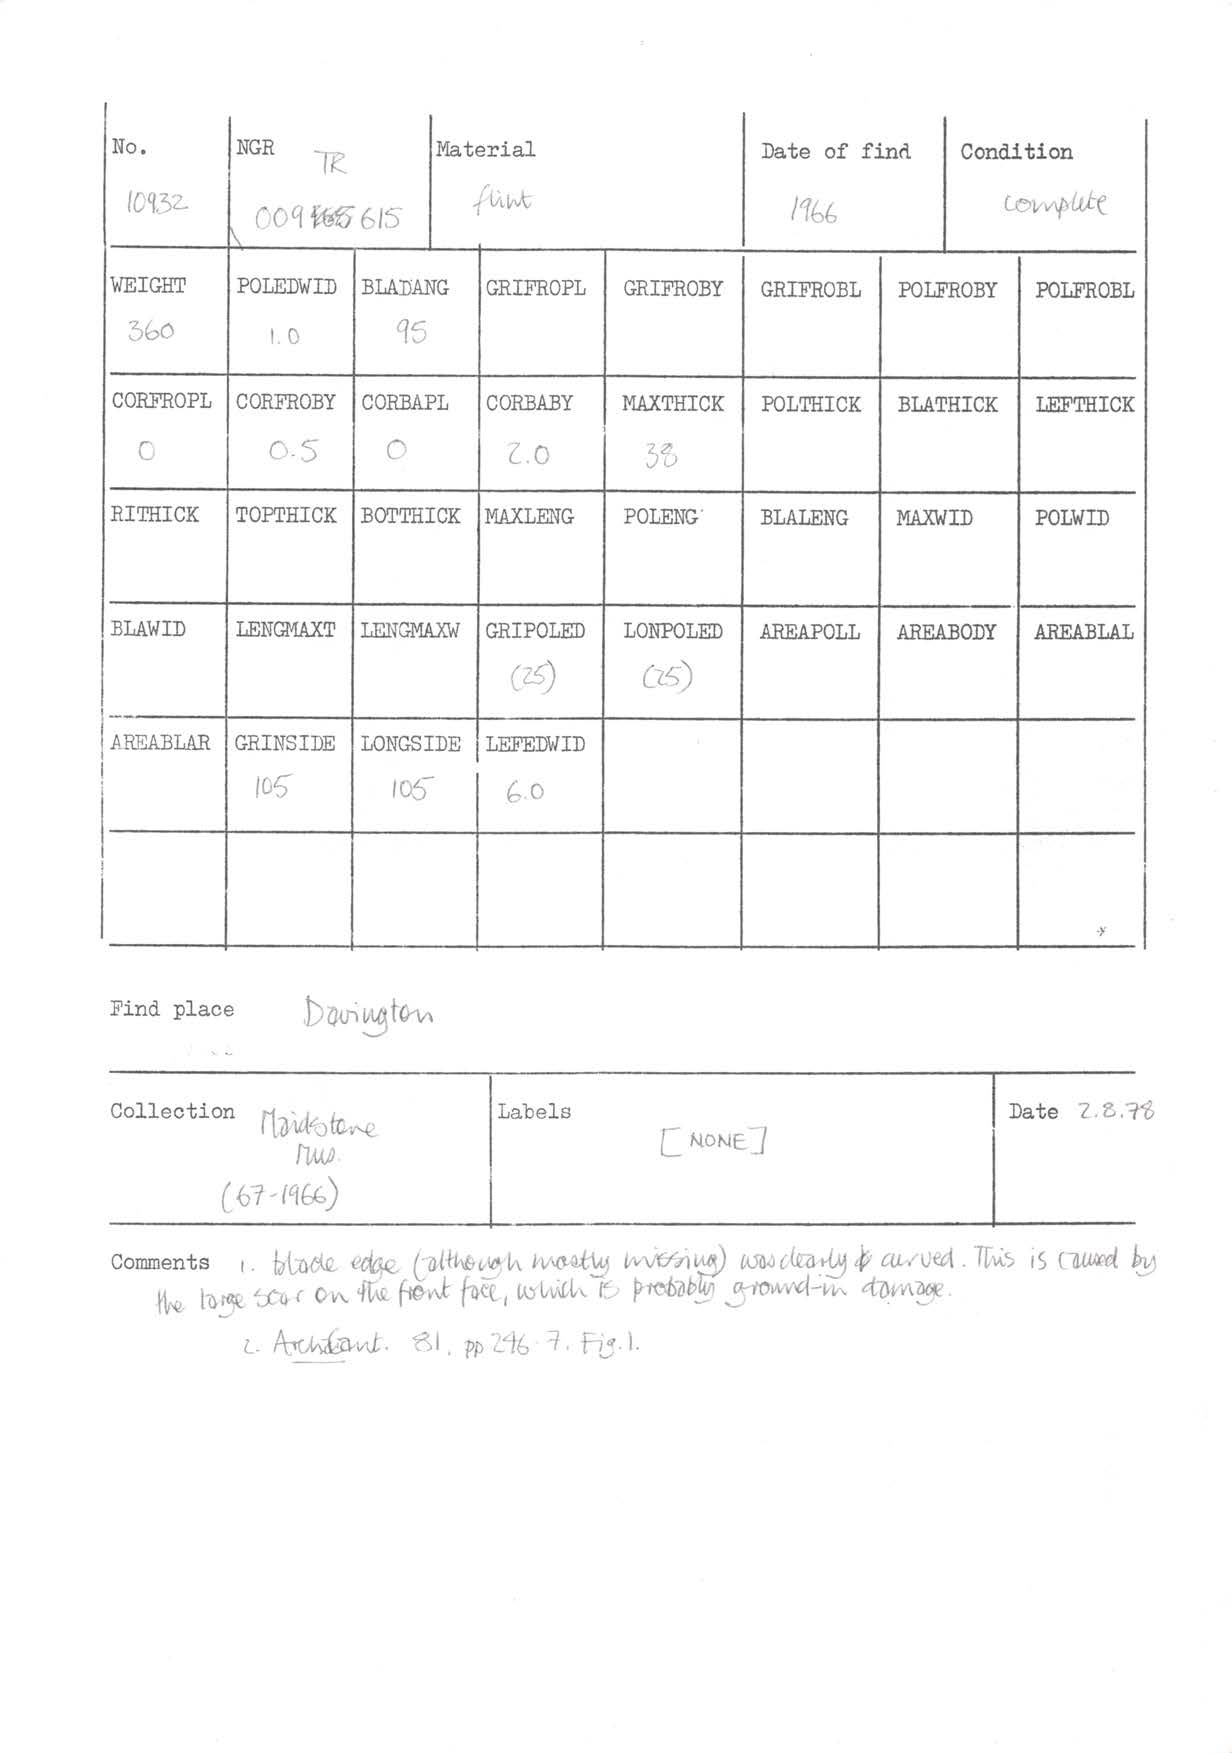 No. NGR TR Material Date of find Condition
10932 009 615 flint 1966 complete
WEIGHT POLEDWID BLADANG GRIFROPL GRIFROBY GRIFROBL POLFROBY POLFROBL
360 1.0 95
CORFROPL CORFROBY CORBAPL CORBABY MAXTHICK POLTHICK BLATHICK LEFTHICK
0 0.5 0 2.0 38
RITHICK TOPTHICK BOTTHICK MAXLENG POLENG BLALENG MAXWID POLWID
BLAWID LENGMAXT LENGMAXW GRIPOLED LONPOLED AREAPOLL AREABODY AREABLAL
(25) (25)
AREABLAR GRINSIDE LONGSIDE LEFEDWID
105 105 6.0
Find place Davington
Collection Maidstone Labels Date 2.8.78
Mus. [NONE]
(67-1966)
Comments 1. blade edge (although mostly missing) was clearly curved. This is caused by
the large scar on the front face, which is probably ground-in damage.
2. Arch. Cant. 81, pp 246-7. Fig. 1.